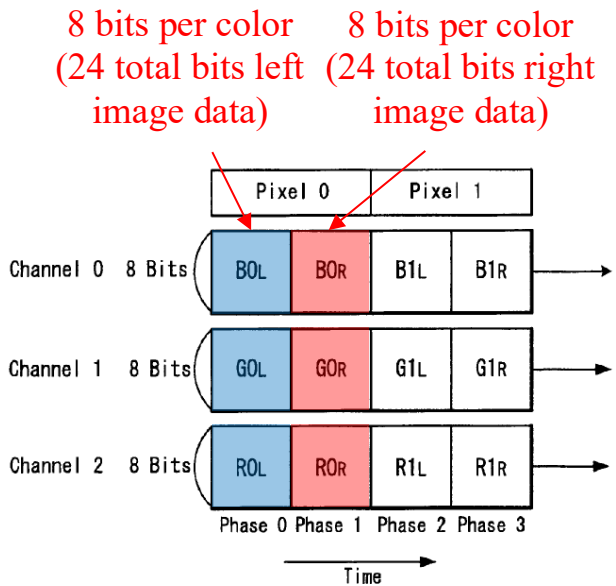 8 bits per color
(24 total bits left
image data)
8 bits per color
(24 total bits right
image data)
Pixel 0 Pixel 1
Channel 0 8 Bits B0L B0R B1L B1R
Channel 1 8 Bits G0L G0R G1L G1R
Channel 2 8 Bits R0L R0R R1L R1R
Phase 0 Phase 1 Phase 2 Phase 3
Time